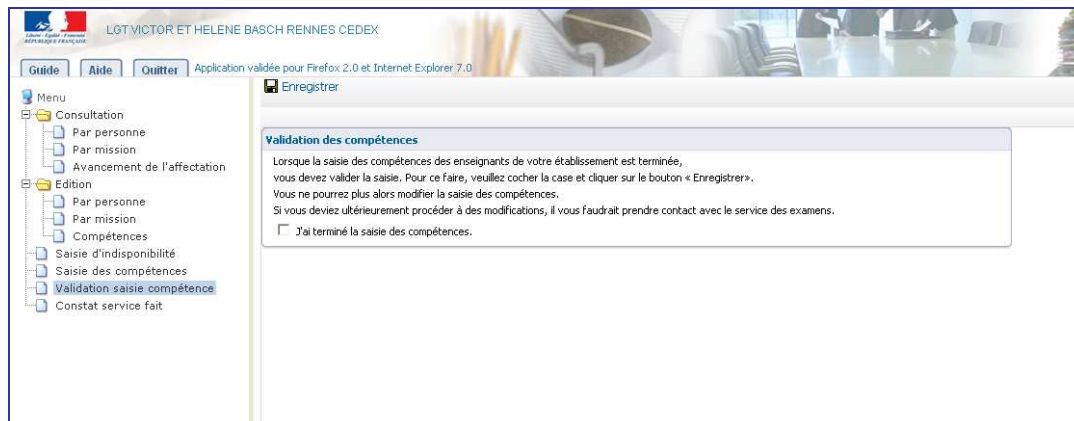 Liberté • Égalité • Fraternité
RÉPUBLIQUE FRANÇAISE
LGT VICTOR ET HELENE BASCH RENNES CEDEX
Guide
Aide
Quitter
Application validée pour Firefox 2.0 et Internet Explorer 7.0
Menu
Consultation
Par personne
Par mission
Avancement de l'affectation
Edition
Par personne
Par mission
Compétences
Saisie d'indisponibilité
Saisie des compétences
Validation saisie compétence
Constat service fait
Enregistrer
Validation des compétences
Lorsque la saisie des compétences des enseignants de votre établissement est terminée,
vous devez valider la saisie. Pour ce faire, veuillez cocher la case et cliquer sur le bouton « Enregistrer».
Vous ne pourrez plus alors modifier la saisie des compétences.
Si vous deviez ultérieurement procéder à des modifications, il vous faudrait prendre contact avec le service des examens.
J'ai terminé la saisie des compétences.